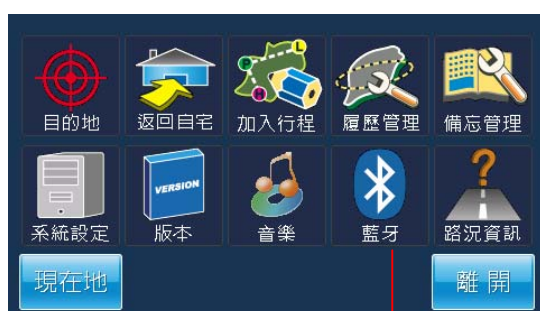 目的地
返回自宅
加入行程
履歷管理
備忘管理
系統設定
VERSION
版本
音樂
藍牙
路況資訊
現在地
離開